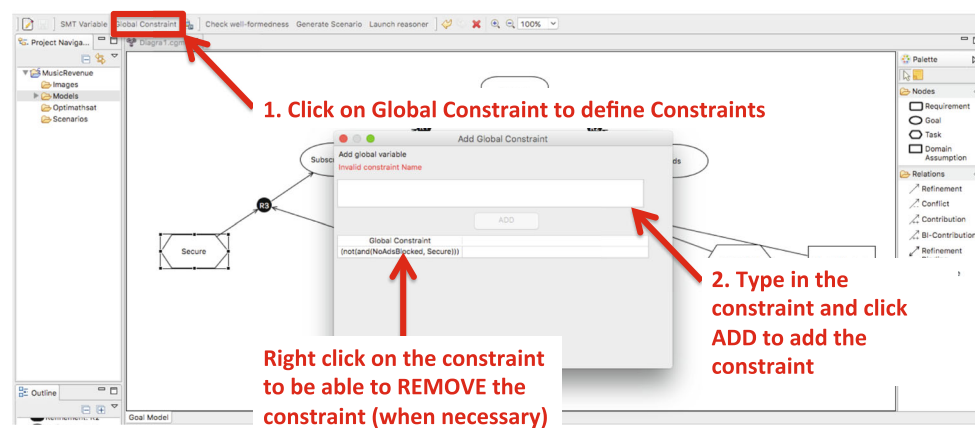 SMT Variable Global Constraint Check well-formedness Generate Scenario Launch reasoner 100%
Project Naviga...
Diagra1.cgm
MusicRevenue
Images
Models
Optimathsat
Scenarios
Palette
Nodes
Requirement
Goal
Task
Domain
Assumption
Relations
Refinement
Conflict
Contribution
Bi-Contribution
Refinement
1. Click on Global Constraint to define Constraints
Add Global Constraint
Add global variable
Invalid constraint Name
ADD
Global Constraint
(not(and(NoAdsBlocked, Secure)))
Subsc
ds
R3
Secure
2. Type in the
constraint and click
ADD to add the
constraint
Right click on the constraint
to be able to REMOVE the
constraint (when necessary)
Outline
Goal Model